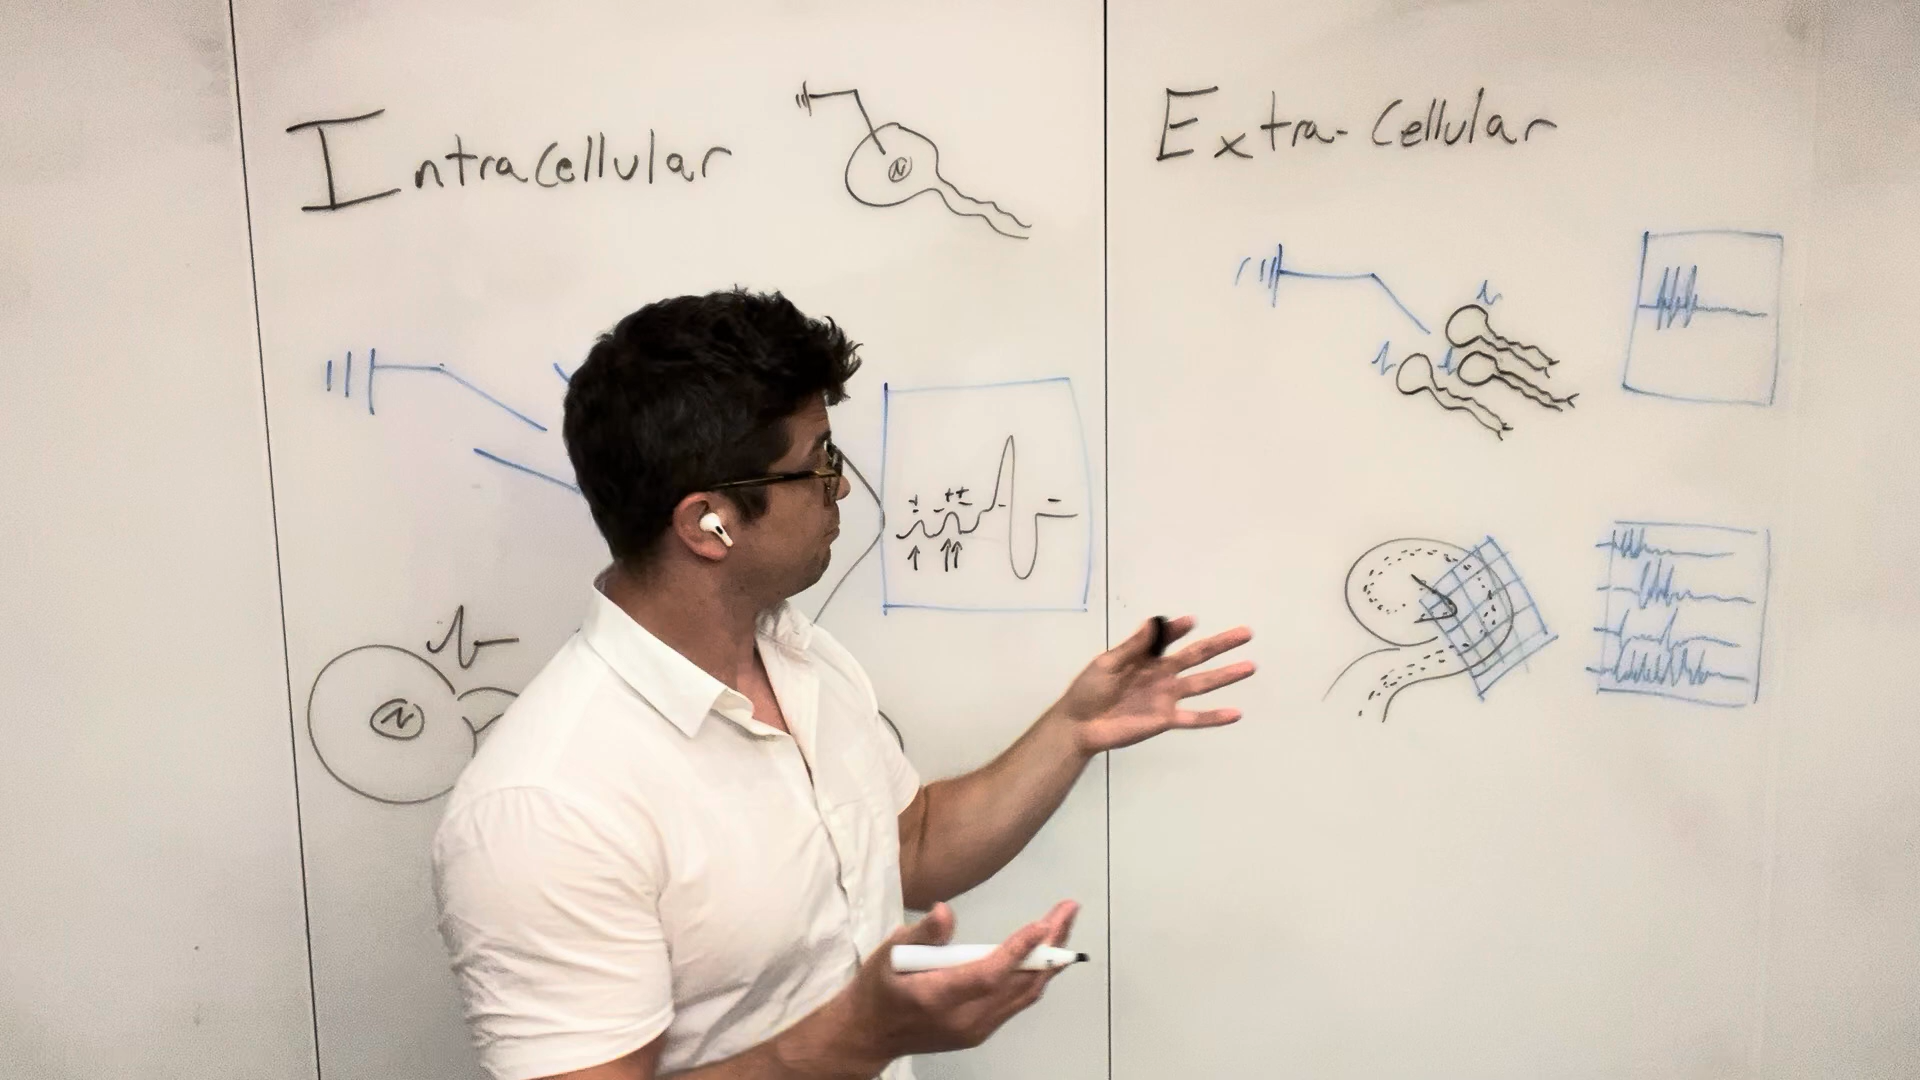 Intracellular
Extra-Cellular
N
+
++
N